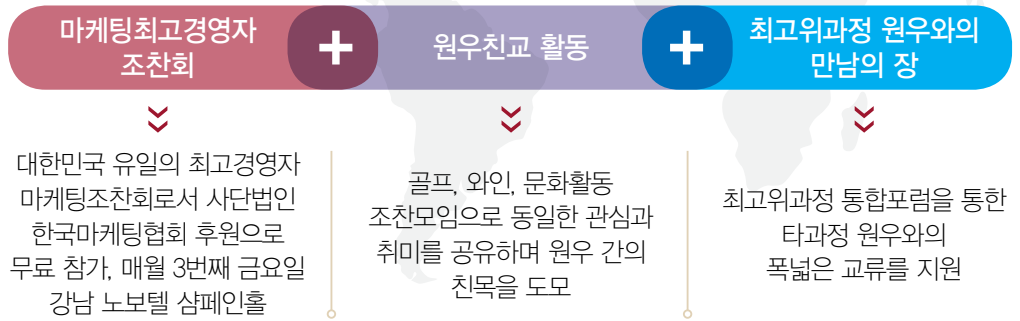 마케팅최고경영자
조찬회
+
원우친교 활동
+
최고위과정 원우와의
만남의 장
대한민국 유일의 최고경영자
마케팅조찬회로서 사단법인
한국마케팅협회 후원으로
무료 참가, 매월 3번째 금요일
강남 노보텔 샴페인홀
골프, 와인, 문화활동
조찬모임으로 동일한 관심과
취미를 공유하며 원우 간의
친목을 도모
최고위과정 통합포럼을 통한
타과정 원우와의
폭넓은 교류를 지원